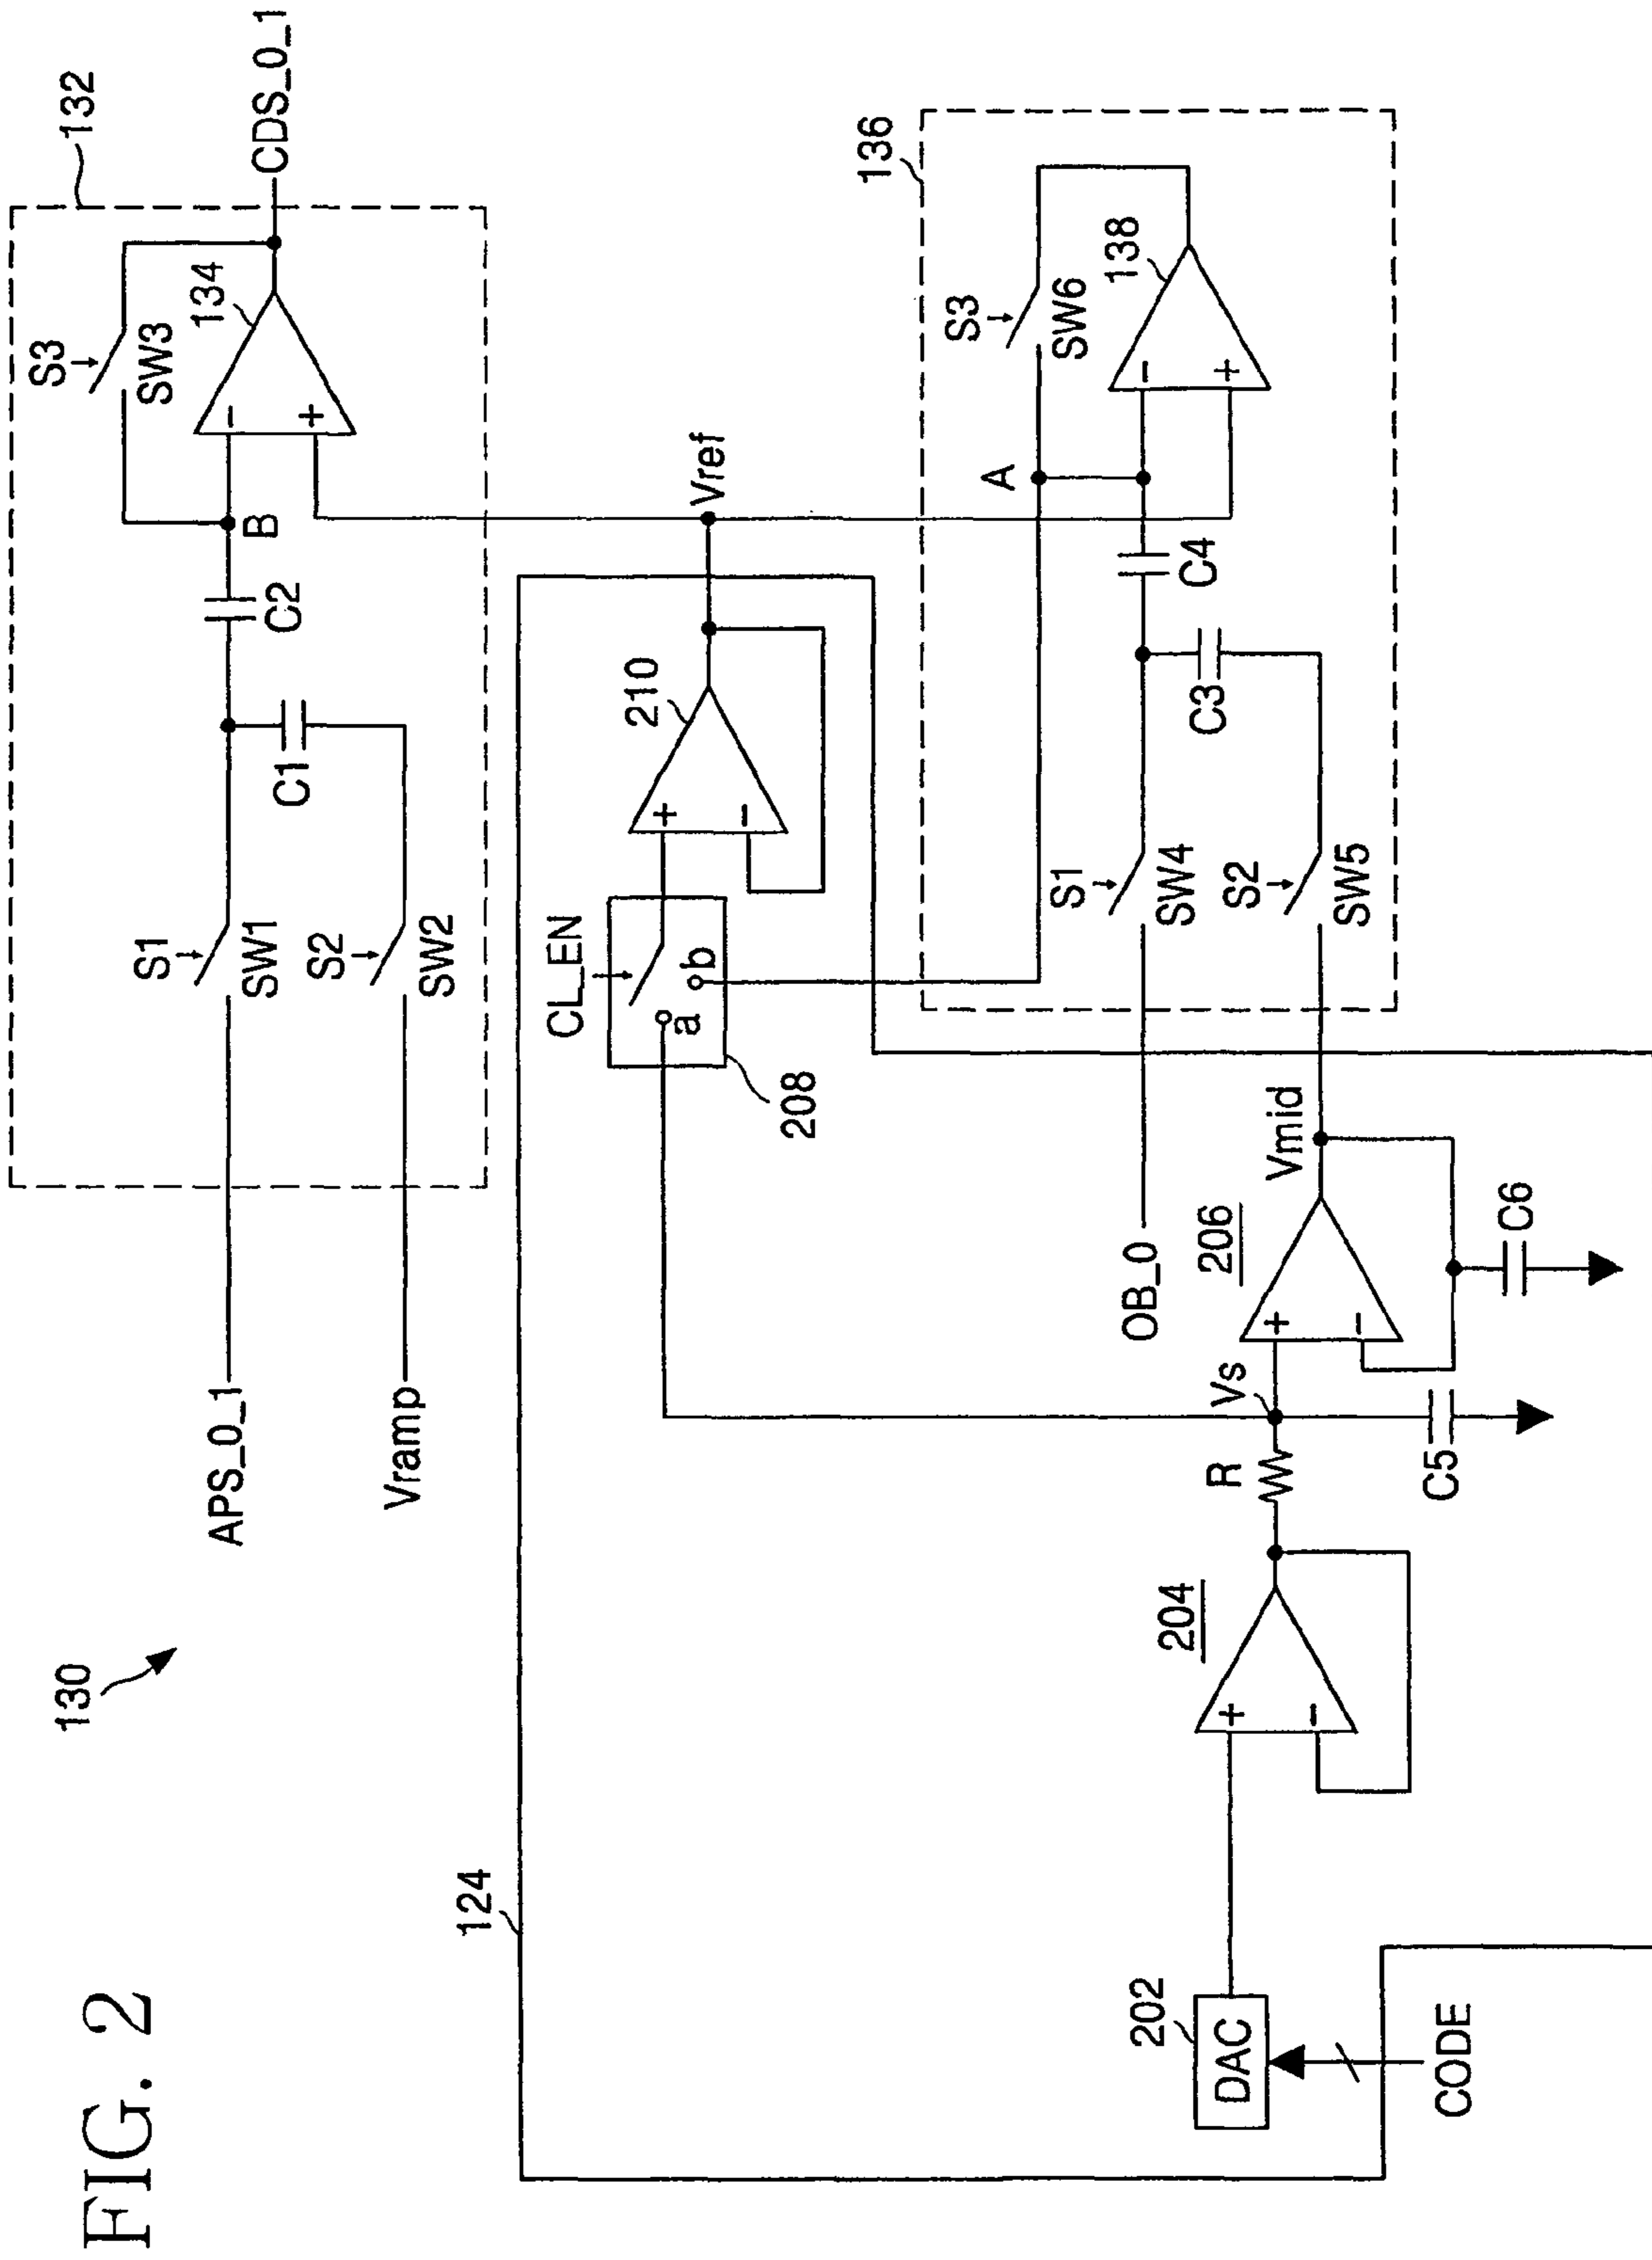 FIG. 2
130
132
APS_0_1
Vramp
S1
SW1
S2
SW2
C1
C2
B
S3
SW3
134
-
+
CDS_0_1
124
CL_EN
a
b
208
+
-
210
Vref
136
A
S3
SW6
138
-
+
C4
C3
S1
SW4
S2
SW5
OB_0
Vmid
206
+
-
C6
Vs
R
C5
204
+
-
202
DAC
CODE